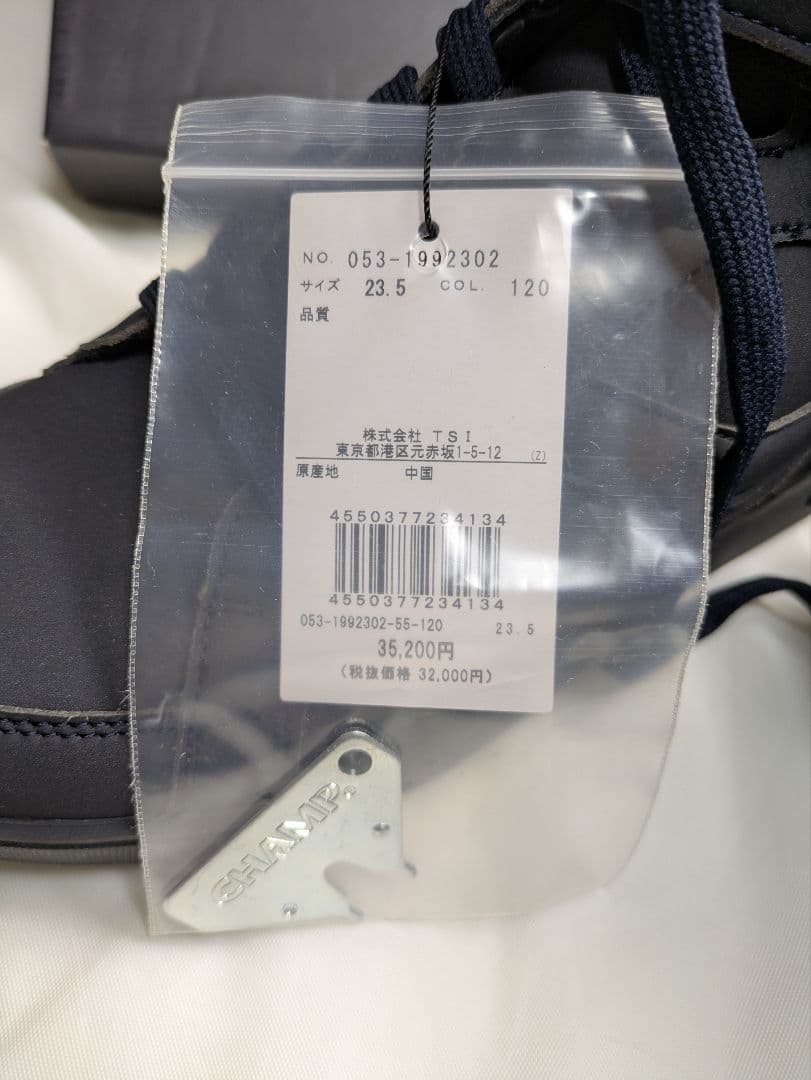 NO. 053-1992302
サイズ 23.5 COL. 120
品質
株式会社 TSI
東京都港区元赤坂1-5-12 (Z)
原産地 中国
4550377234134
4550377234134
053-1992302-55-120 23.5
35,200円
(税抜価格 32,000円)
CHAMP.